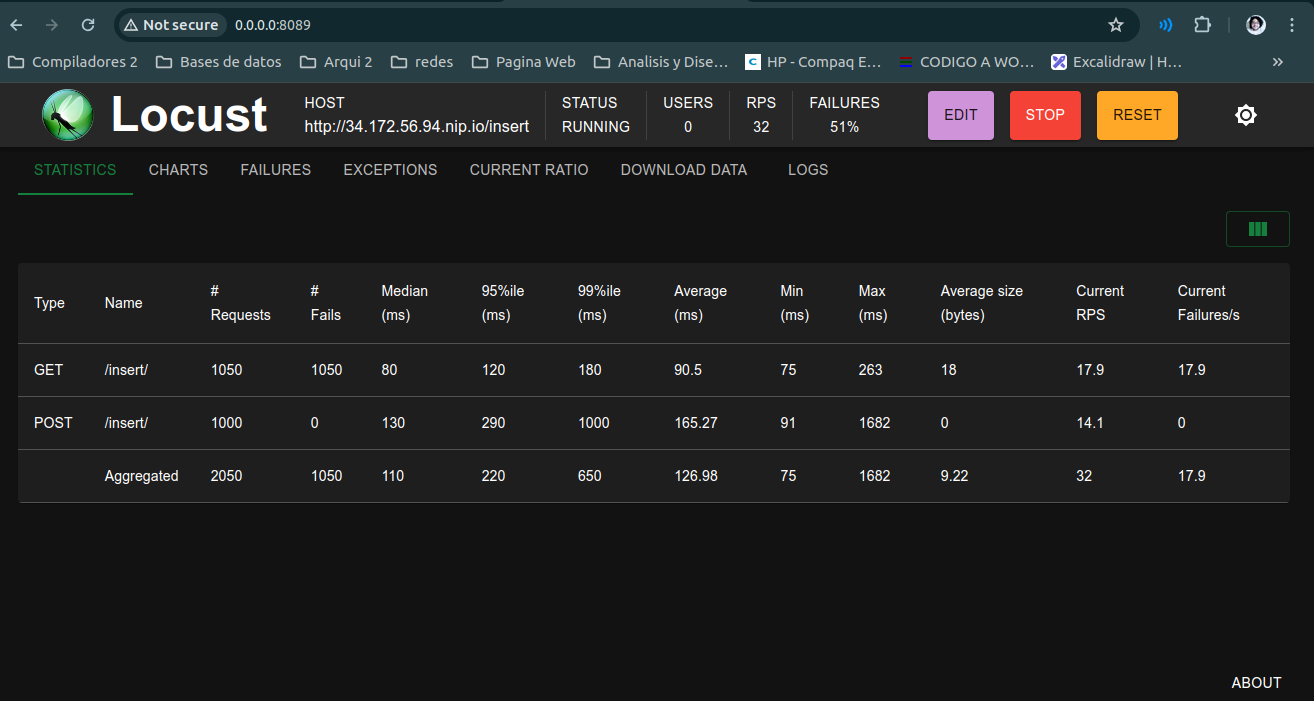 Not secure 0.0.0.0:8089
Compiladores 2 Bases de datos Arqui 2 redes Pagina Web Analisis y Dise… HP - Compaq E… CODIGO A WO… Excalidraw | H… »
Locust
HOST
http://34.172.56.94.nip.io/insert
STATUS
RUNNING
USERS
0
RPS
32
FAILURES
51%
EDIT STOP RESET
STATISTICS CHARTS FAILURES EXCEPTIONS CURRENT RATIO DOWNLOAD DATA LOGS
Type Name # Requests # Fails Median (ms) 95%ile (ms) 99%ile (ms) Average (ms) Min (ms) Max (ms) Average size (bytes) Current RPS Current Failures/s
GET /insert/ 1050 1050 80 120 180 90.5 75 263 18 17.9 17.9
POST /insert/ 1000 0 130 290 1000 165.27 91 1682 0 14.1 0
Aggregated 2050 1050 110 220 650 126.98 75 1682 9.22 32 17.9
ABOUT